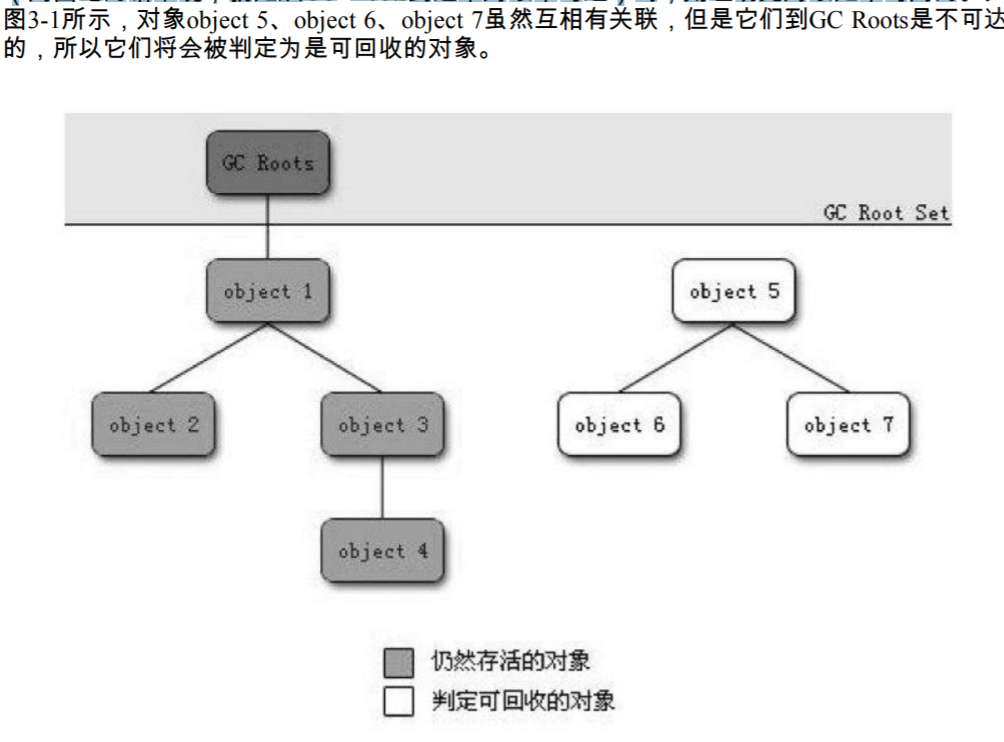 图3-1所示，对象object 5、object 6、object 7虽然互相有关联，但是它们到GC Roots是不可达
的，所以它们将会被判定为是可回收的对象。
GC Roots
GC Root Set
object 1
object 5
object 2
object 3
object 6
object 7
object 4
仍然存活的对象
判定可回收的对象